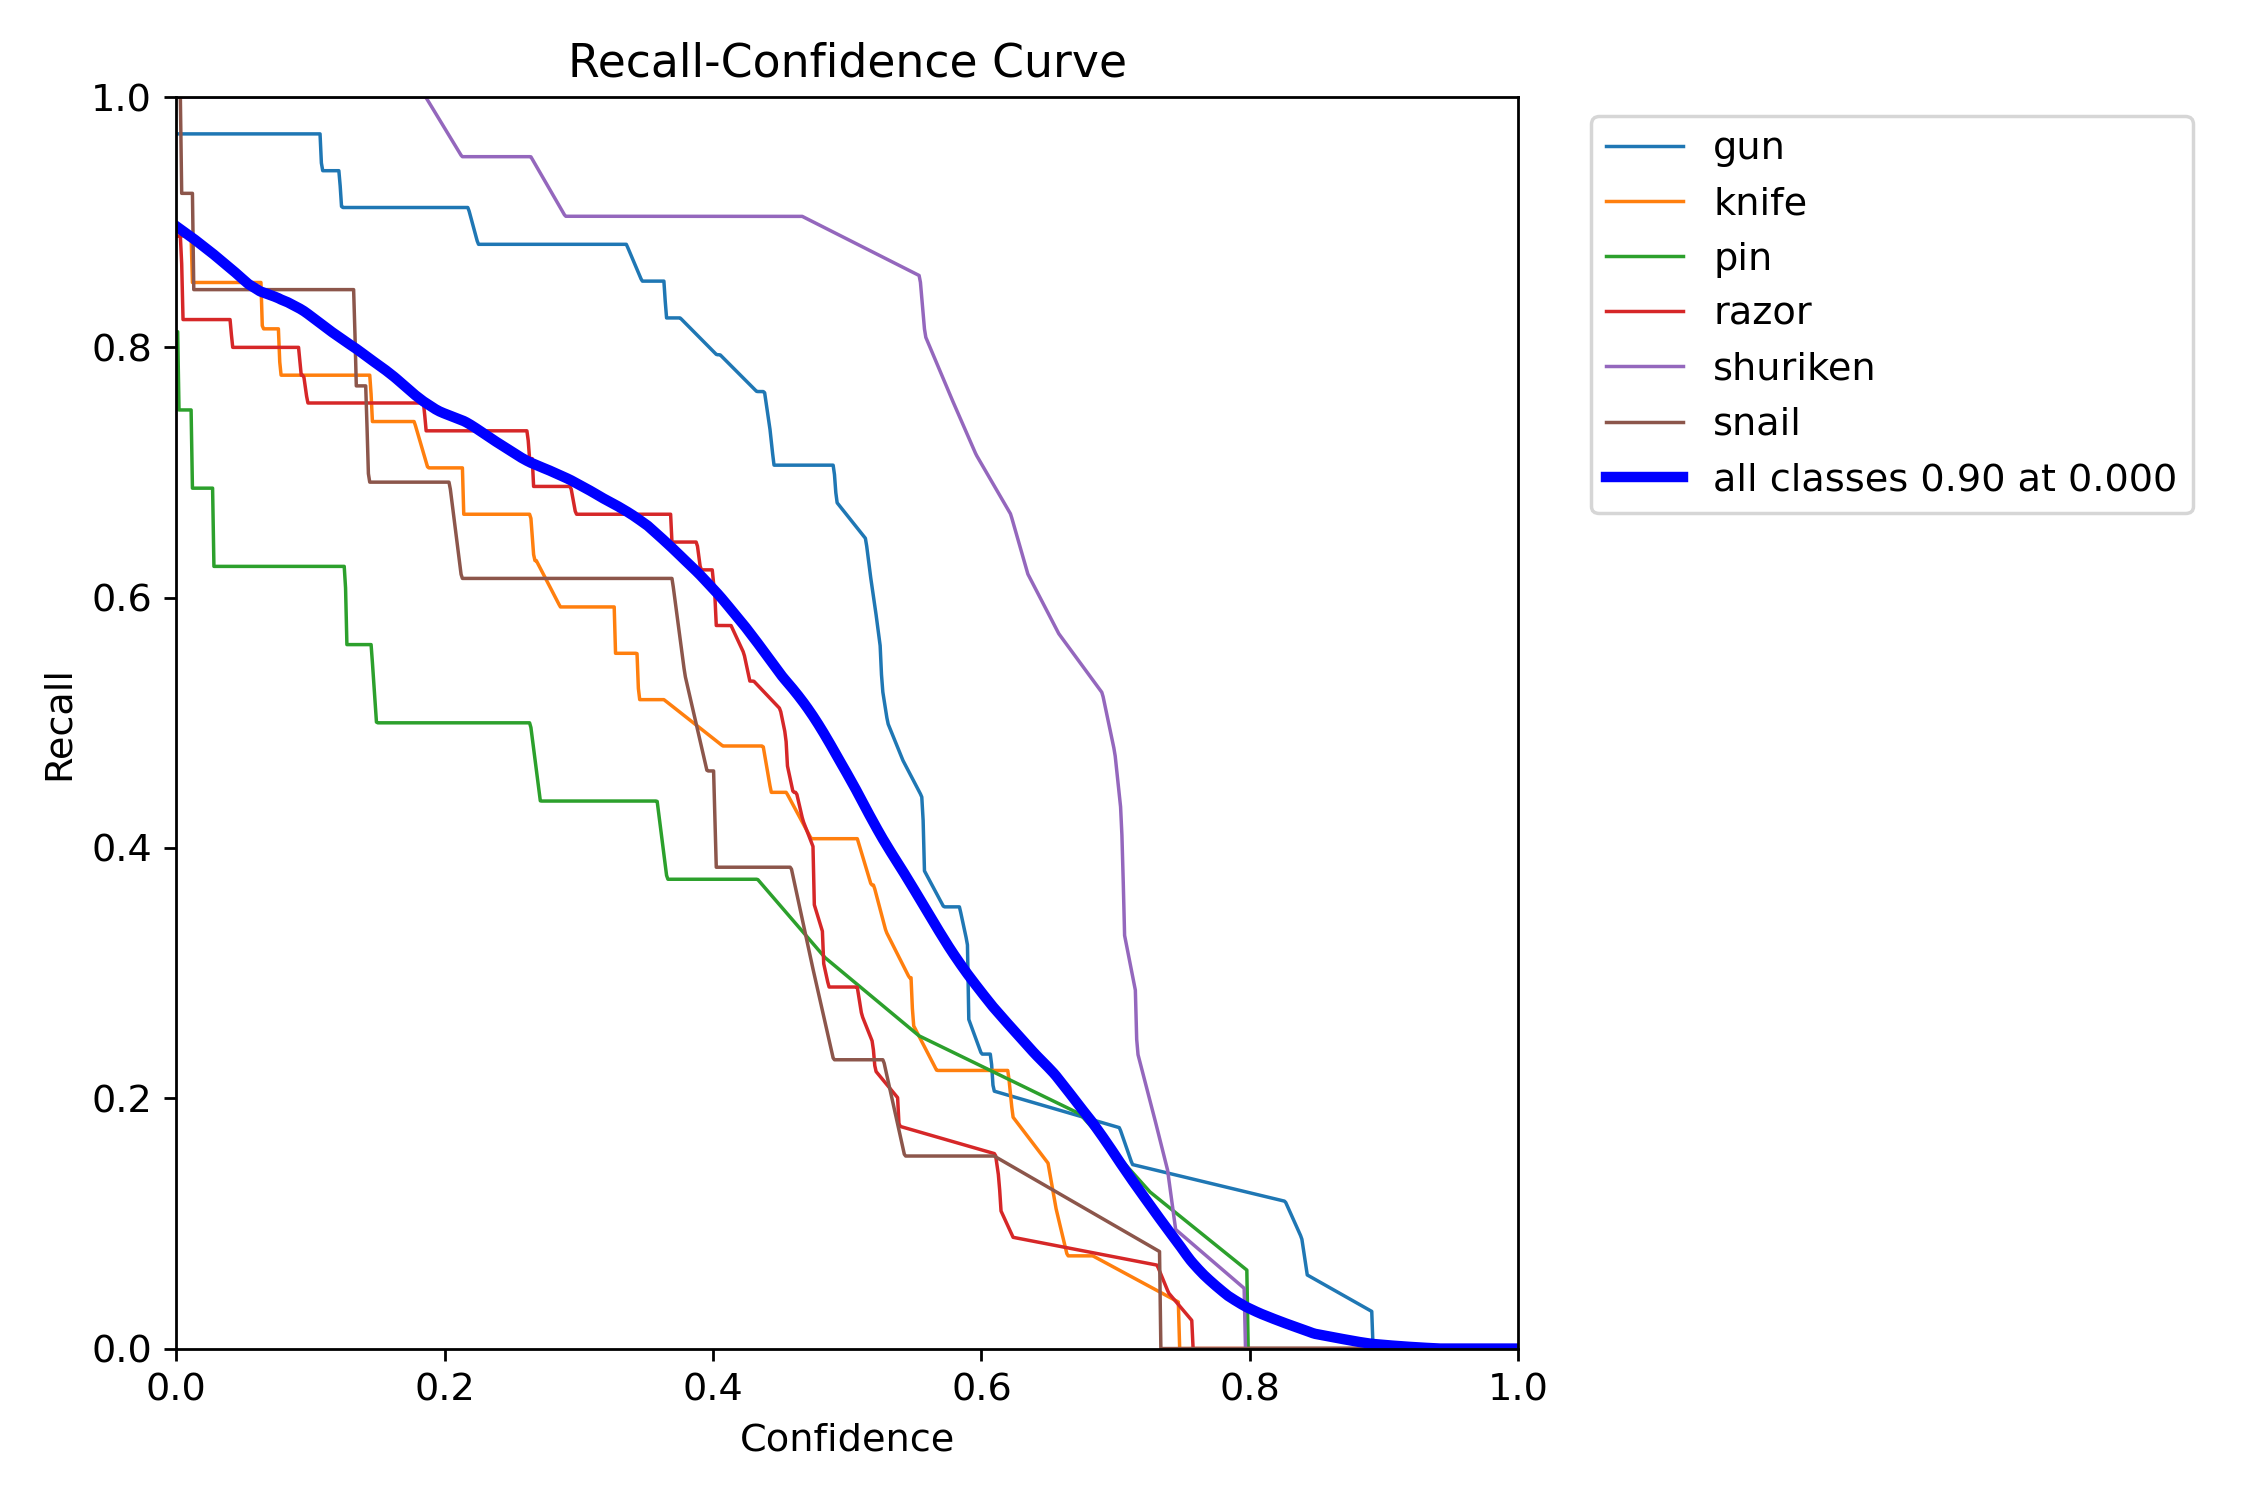 Recall-Confidence Curve
1.0
0.8
0.6
0.4
0.2
0.0
Recall
0.0 0.2 0.4 0.6 0.8 1.0
Confidence
gun
knife
pin
razor
shuriken
snail
all classes 0.90 at 0.000